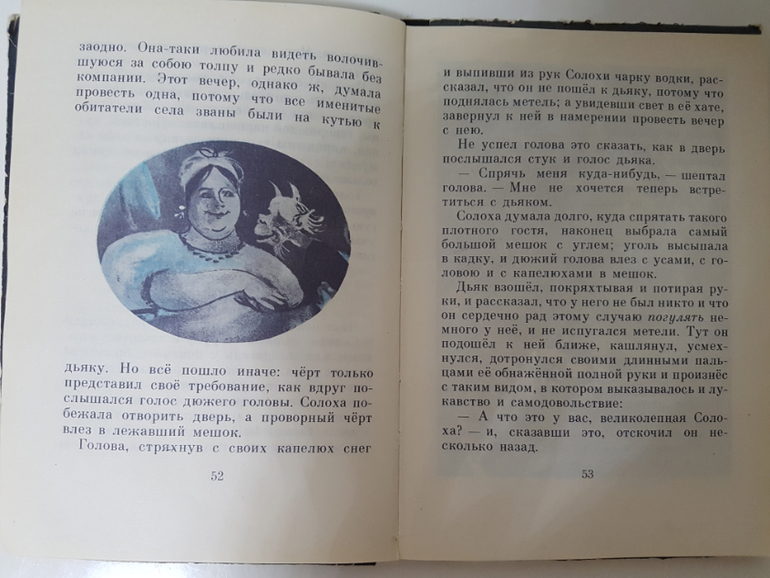 заодно. Она-таки любила видеть волочив-
шуюся за собою толпу и редко бывала без
компании. Этот вечер, однако ж, думала
провесть одна, потому что все именитые
обитатели села званы были на кутью к
дьяку. Но всё пошло иначе: чёрт только
представил своё требование, как вдруг по-
слышался голос дюжего головы. Солоха по-
бежала отворить дверь, а проворный чёрт
влез в лежавший мешок.
Голова, стряхнув с своих капелюх снег
52
и выпивши из рук Солохи чарку водки, рас-
сказал, что он не пошёл к дьяку, потому что
поднялась метель; а увидевши свет в её хате,
завернул к ней в намерении провесть вечер
с нею.
Не успел голова это сказать, как в дверь
послышался стук и голос дьяка.
— Спрячь меня куда-нибудь, — шептал
голова. — Мне не хочется теперь встре-
титься с дьяком.
Солоха думала долго, куда спрятать такого
плотного гостя, наконец выбрала самый
большой мешок с углем; уголь высыпала
в кадку, и дюжий голова влез с усами, с го-
ловою и с капелюхами в мешок.
Дьяк взошёл, покряхтывая и потирая ру-
ки, и рассказал, что у него не был никто и что
он сердечно рад этому случаю погулять не-
много у неё, и не испугался метели. Тут он
подошёл к ней ближе, кашлянул, усмех-
нулся, дотронулся своими длинными паль-
цами её обнажённой полной руки и произнёс
с таким видом, в котором выказывалось и лу-
кавство и самодовольствие:
— А что это у вас, великолепная Соло-
ха? — и, сказавши это, отскочил он не-
сколько назад.
53